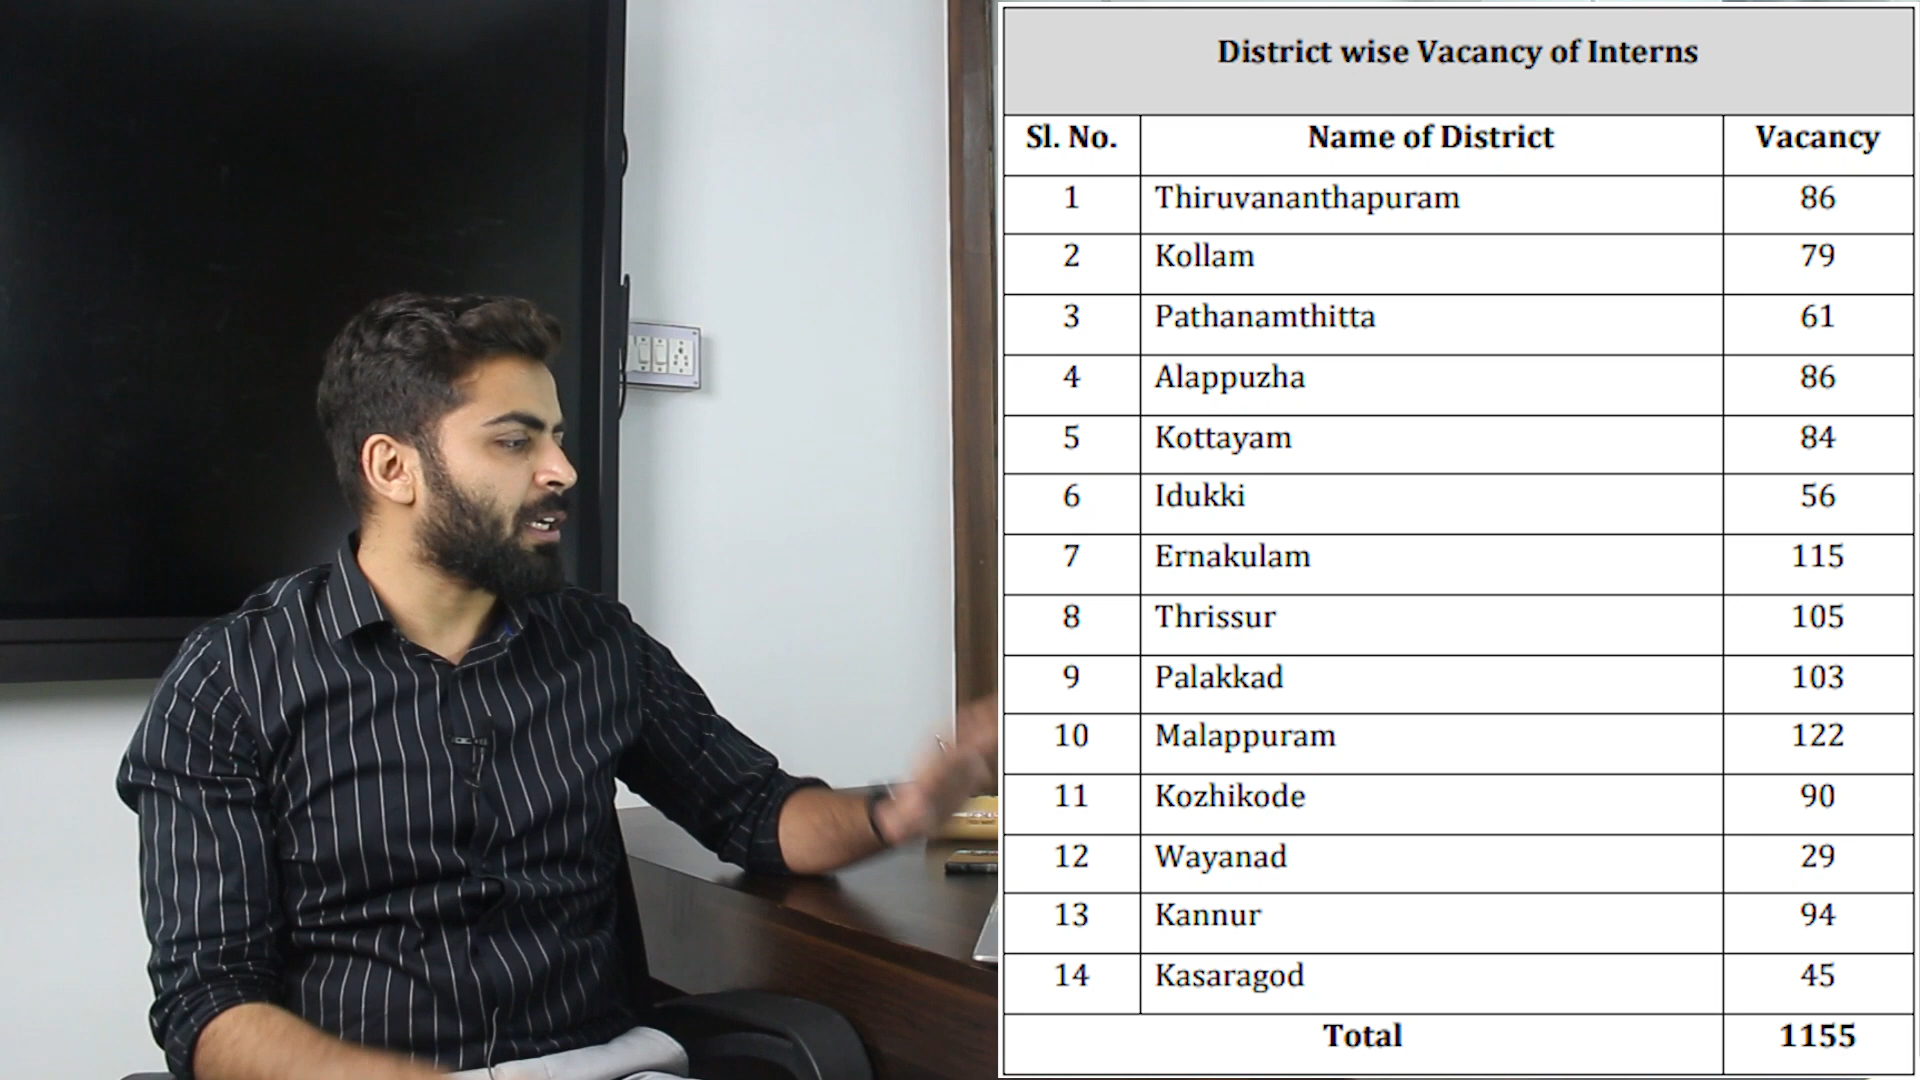 District wise Vacancy of Interns
Sl. No. Name of District Vacancy
1 Thiruvananthapuram 86
2 Kollam 79
3 Pathanamthitta 61
4 Alappuzha 86
5 Kottayam 84
6 Idukki 56
7 Ernakulam 115
8 Thrissur 105
9 Palakkad 103
10 Malappuram 122
11 Kozhikode 90
12 Wayanad 29
13 Kannur 94
14 Kasaragod 45
Total 1155